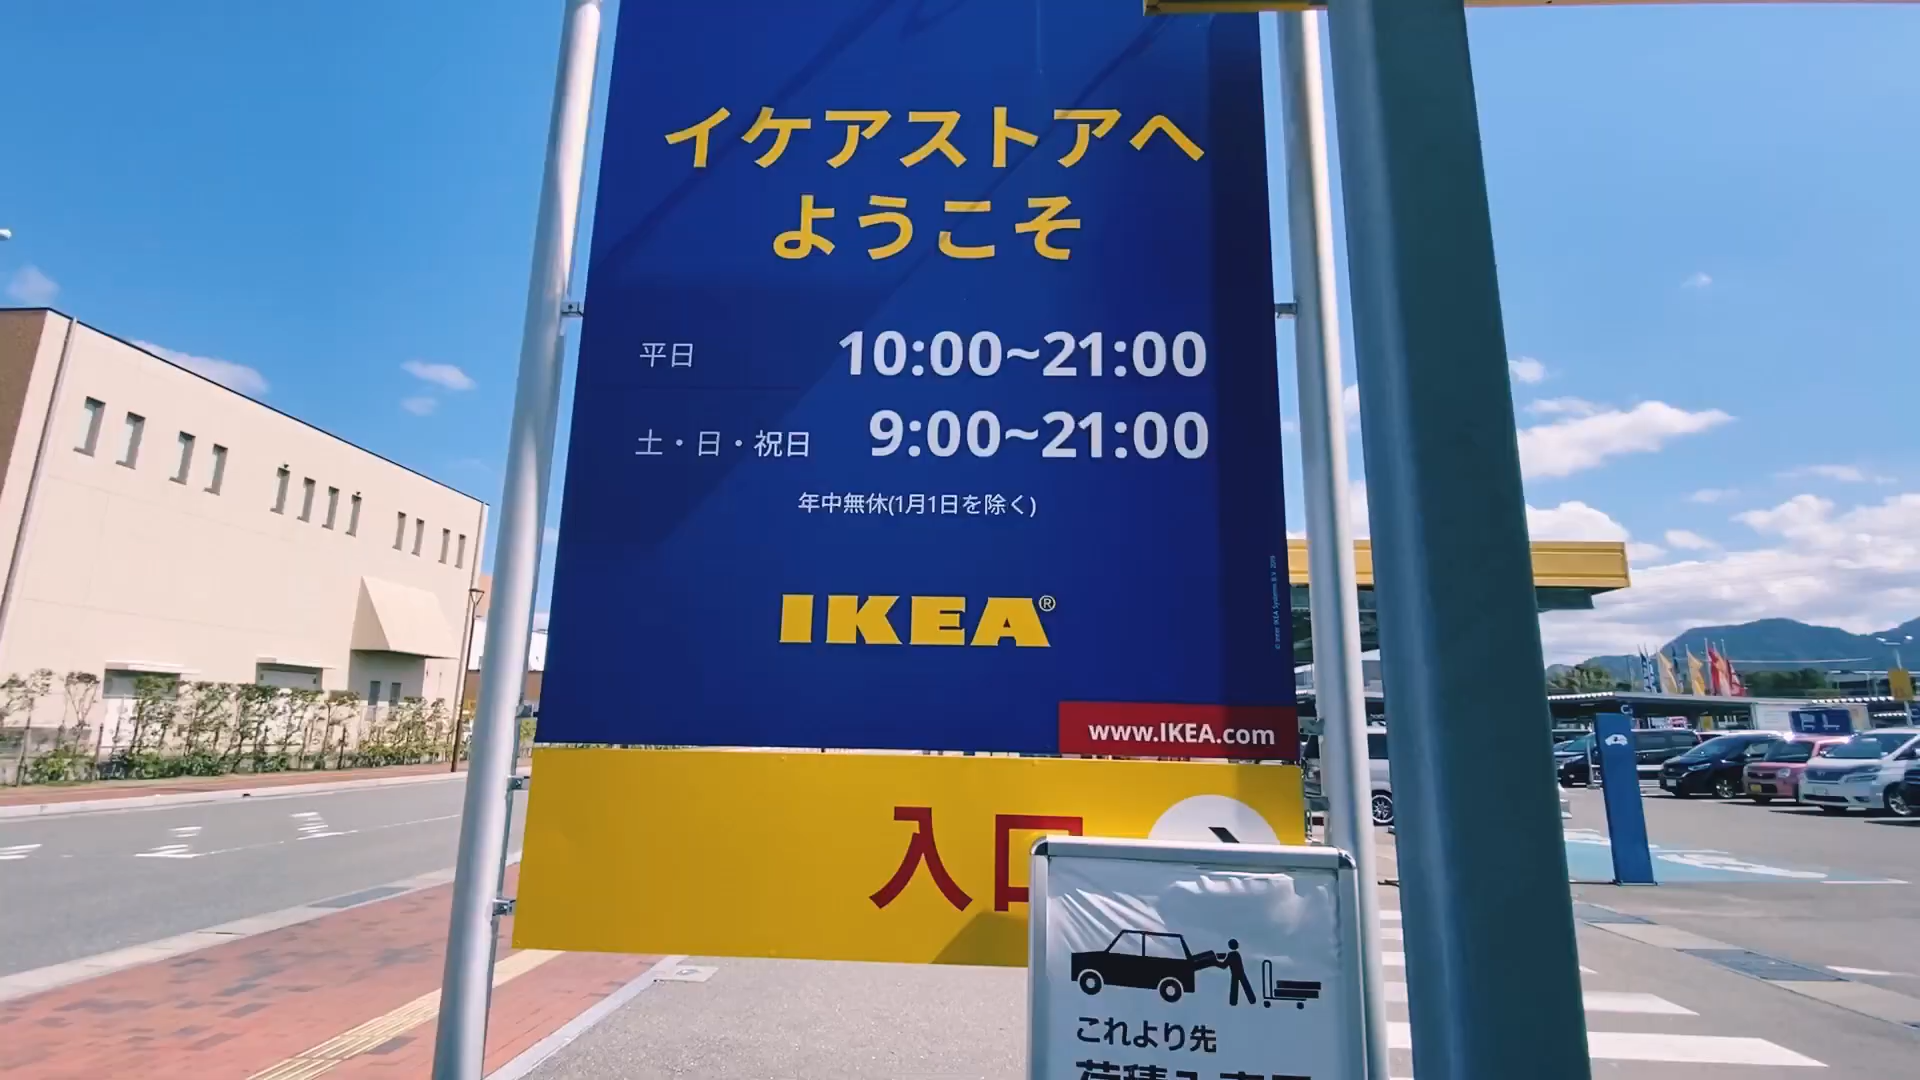 イケアストアへ
ようこそ
平日 10:00~21:00
土・日・祝日 9:00~21:00
年中無休(1月1日を除く)
IKEA®
www.IKEA.com
入口
これより先